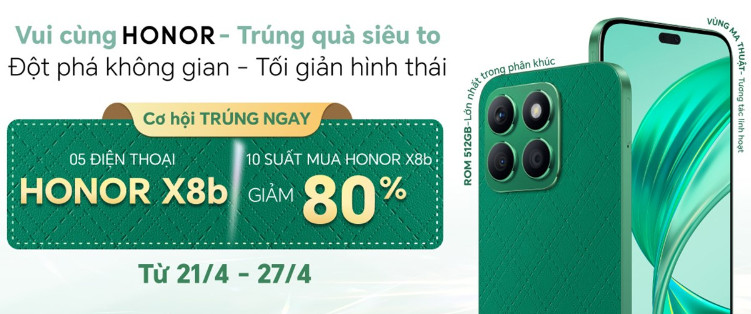 Vui cùng HONOR - Trúng quà siêu to
Đột phá không gian - Tối giản hình thái
Cơ hội TRÚNG NGAY
05 ĐIỆN THOẠI
HONOR X8b
10 SUẤT MUA HONOR X8b
GIẢM 80%
Từ 21/4 - 27/4
ROM 512GB-Lớn nhất trong phân khúc
VÙNG MA THUẬT- Tương tác linh hoạt